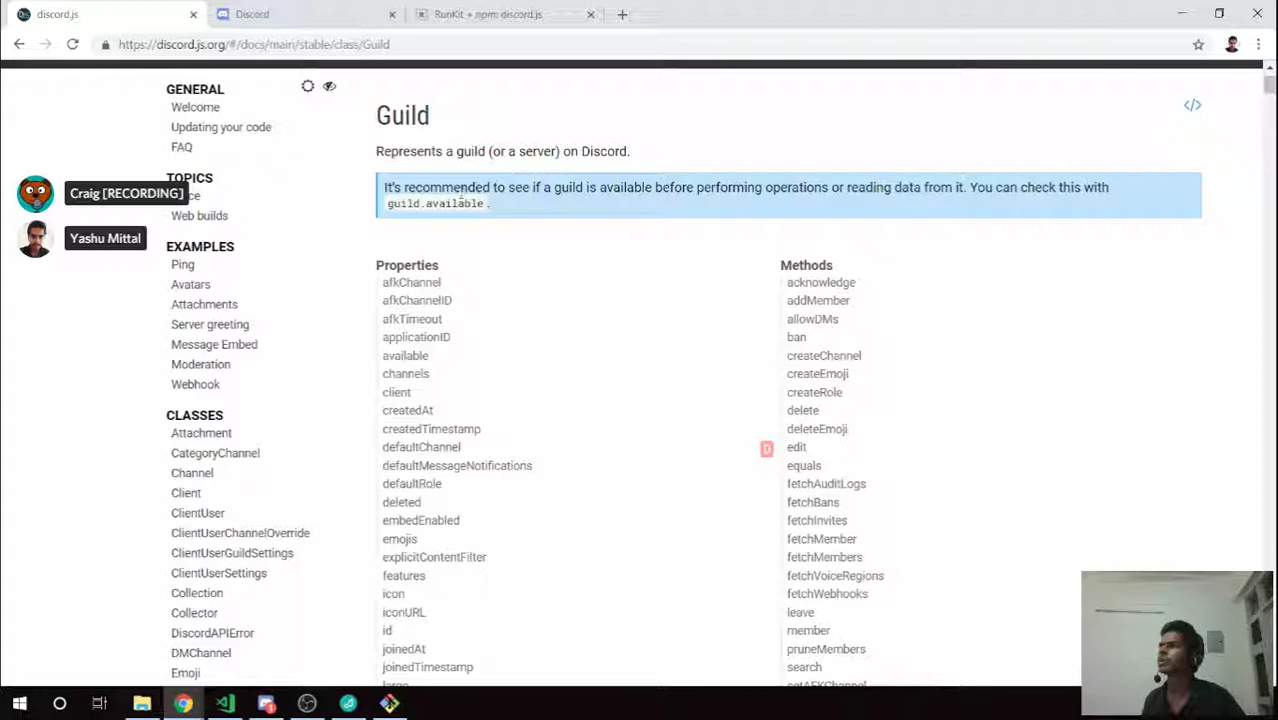 discord.js
Discord
RunKit + npm: discord.js
https://discord.js.org/#/docs/main/stable/class/Guild
GENERAL
Welcome
Updating your code
FAQ
TOPICS
Web builds
EXAMPLES
Ping
Avatars
Attachments
Server greeting
Message Embed
Moderation
Webhook
CLASSES
Attachment
CategoryChannel
Channel
Client
ClientUser
ClientUserChannelOverride
ClientUserGuildSettings
ClientUserSettings
Collection
Collector
DiscordAPIError
DMChannel
Emoji
Craig [RECORDING]
Yashu Mittal
Guild
</>
Represents a guild (or a server) on Discord.
It's recommended to see if a guild is available before performing operations or reading data from it. You can check this with
guild.available.
Properties
afkChannel
afkChannelID
afkTimeout
applicationID
available
channels
client
createdAt
createdTimestamp
defaultChannel
D
defaultMessageNotifications
defaultRole
deleted
embedEnabled
emojis
explicitContentFilter
features
icon
iconURL
id
joinedAt
joinedTimestamp
large
Methods
acknowledge
addMember
allowDMs
ban
createChannel
createEmoji
createRole
delete
deleteEmoji
edit
equals
fetchAuditLogs
fetchBans
fetchInvites
fetchMember
fetchMembers
fetchVoiceRegions
fetchWebhooks
leave
member
pruneMembers
search
setAFKChannel